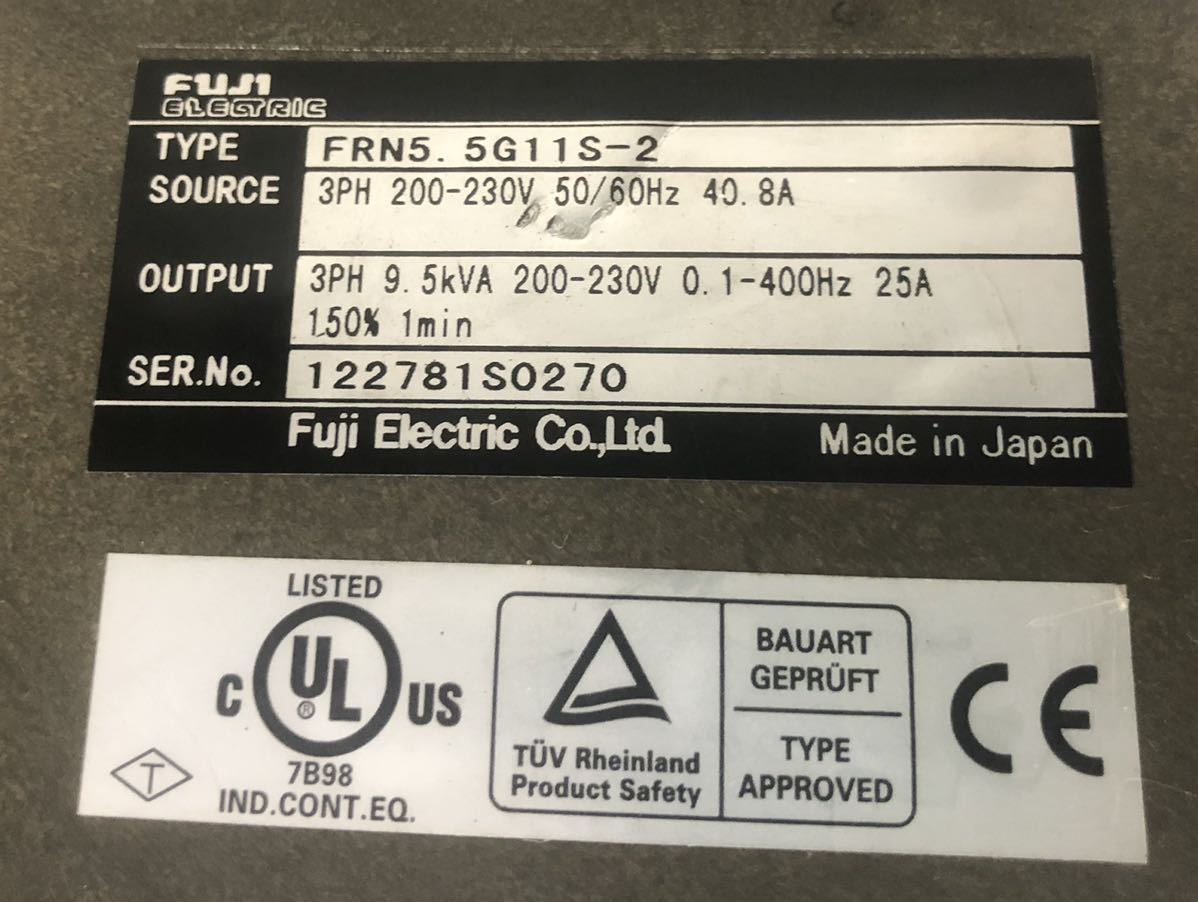 FUJI
ELECTRIC
TYPE FRN5.5G11S-2
SOURCE 3PH 200-230V 50/60Hz 40.8A
OUTPUT 3PH 9.5kVA 200-230V 0.1-400Hz 25A
150% 1min
SER.No. 122781S0270
Fuji Electric Co.,Ltd. Made in Japan
LISTED
C UL ® US
7B98
IND.CONT.EQ.
T
TÜV Rheinland
Product Safety
BAUART
GEPRÜFT
TYPE
APPROVED
CE